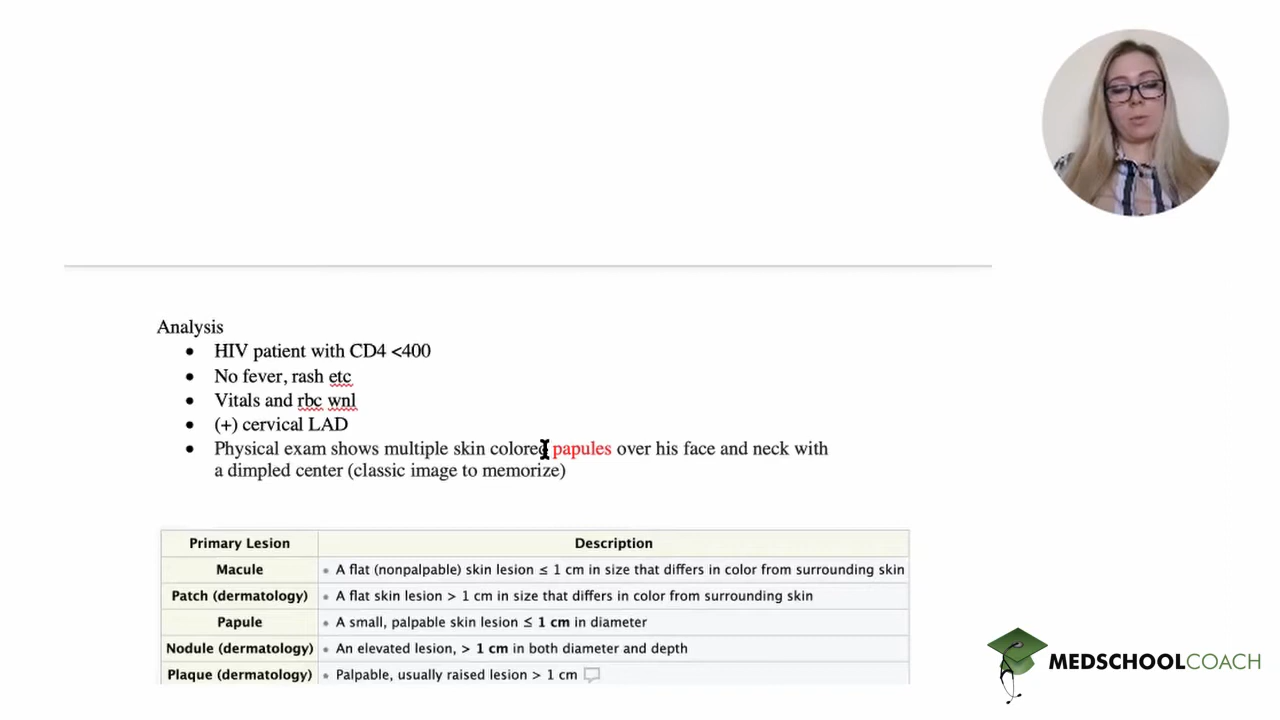 Analysis
• HIV patient with CD4 <400
• No fever, rash etc
• Vitals and rbc wnl
• (+) cervical LAD
• Physical exam shows multiple skin colored papules over his face and neck with
a dimpled center (classic image to memorize)
Primary Lesion Description
Macule • A flat (nonpalpable) skin lesion ≤ 1 cm in size that differs in color from surrounding skin
Patch (dermatology) • A flat skin lesion > 1 cm in size that differs in color from surrounding skin
Papule • A small, palpable skin lesion ≤ 1 cm in diameter
Nodule (dermatology) • An elevated lesion, > 1 cm in both diameter and depth
Plaque (dermatology) • Palpable, usually raised lesion > 1 cm
MEDSCHOOLCOACH